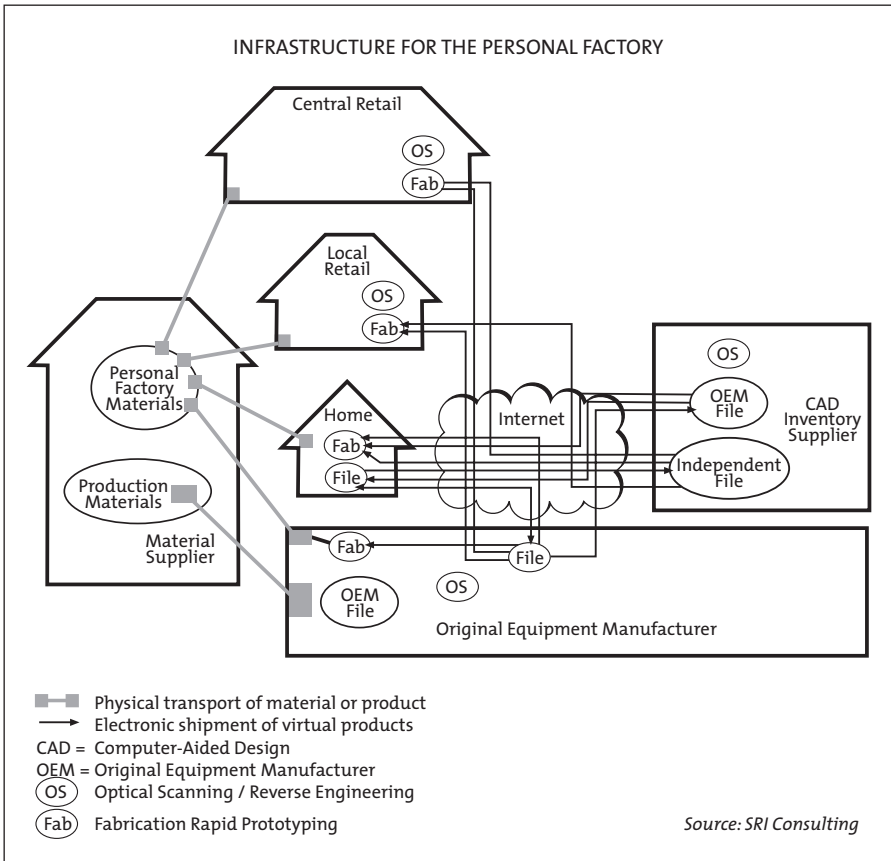 INFRASTRUCTURE FOR THE PERSONAL FACTORY
Central Retail
OS
Fab
Local
Retail
OS
Fab
Personal
Factory
Materials
Production
Materials
Material
Supplier
Home
Fab
File
Internet
OS
OEM
File
CAD
Inventory
Supplier
Independent
File
Fab
File
OS
OEM
File
Original Equipment Manufacturer
Physical transport of material or product
Electronic shipment of virtual products
CAD = Computer-Aided Design
OEM = Original Equipment Manufacturer
OS Optical Scanning / Reverse Engineering
Fab Fabrication Rapid Prototyping
Source: SRI Consulting